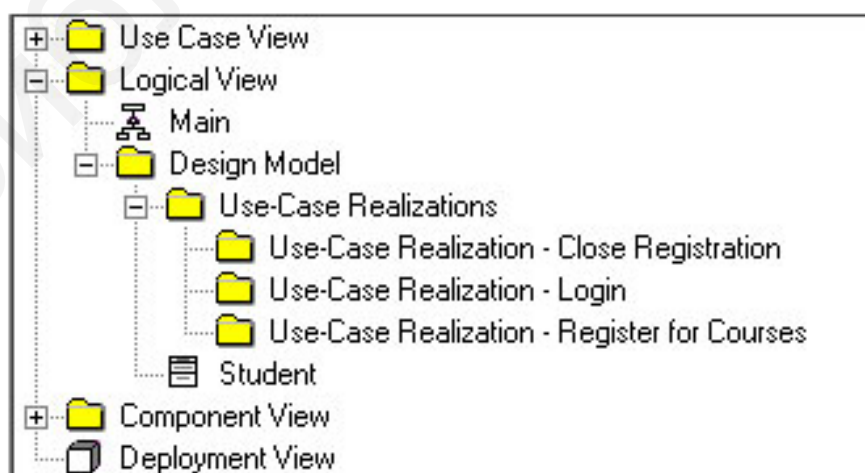 Use Case View
Logical View
Main
Design Model
Use-Case Realizations
Use-Case Realization - Close Registration
Use-Case Realization - Login
Use-Case Realization - Register for Courses
Student
Component View
Deployment View